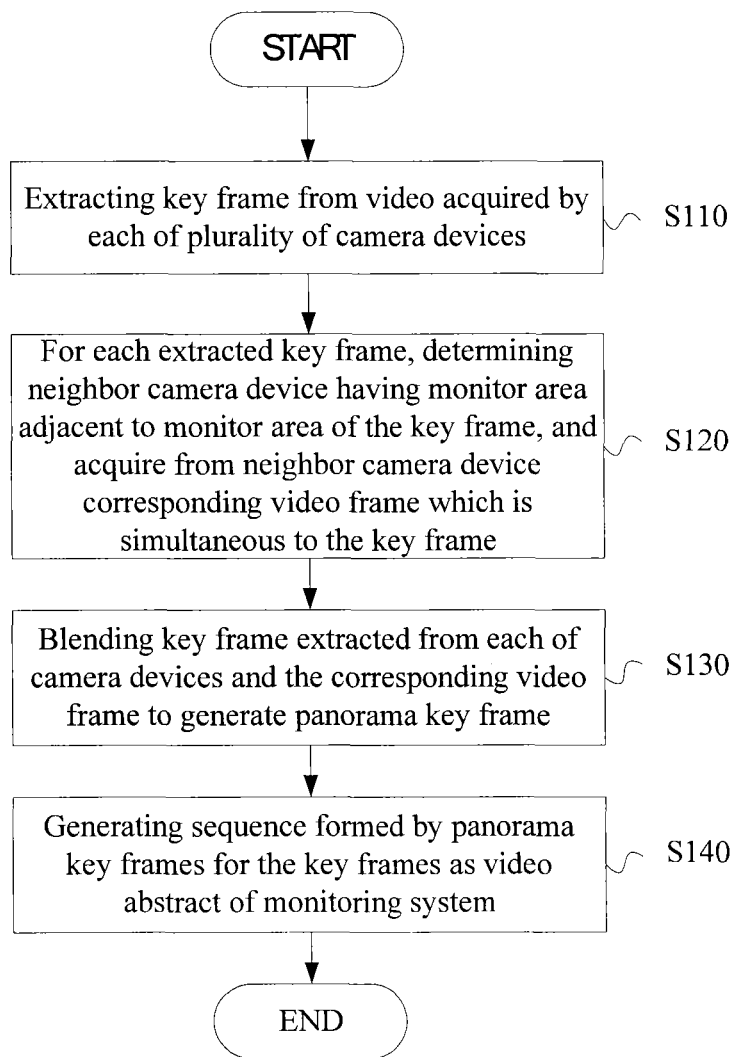 START
Extracting key frame from video acquired by
each of plurality of camera devices
S110
For each extracted key frame, determining
neighbor camera device having monitor area
adjacent to monitor area of the key frame, and
acquire from neighbor camera device
corresponding video frame which is
simultaneous to the key frame
S120
Blending key frame extracted from each of
camera devices and the corresponding video
frame to generate panorama key frame
S130
Generating sequence formed by panorama
key frames for the key frames as video
abstract of monitoring system
S140
END